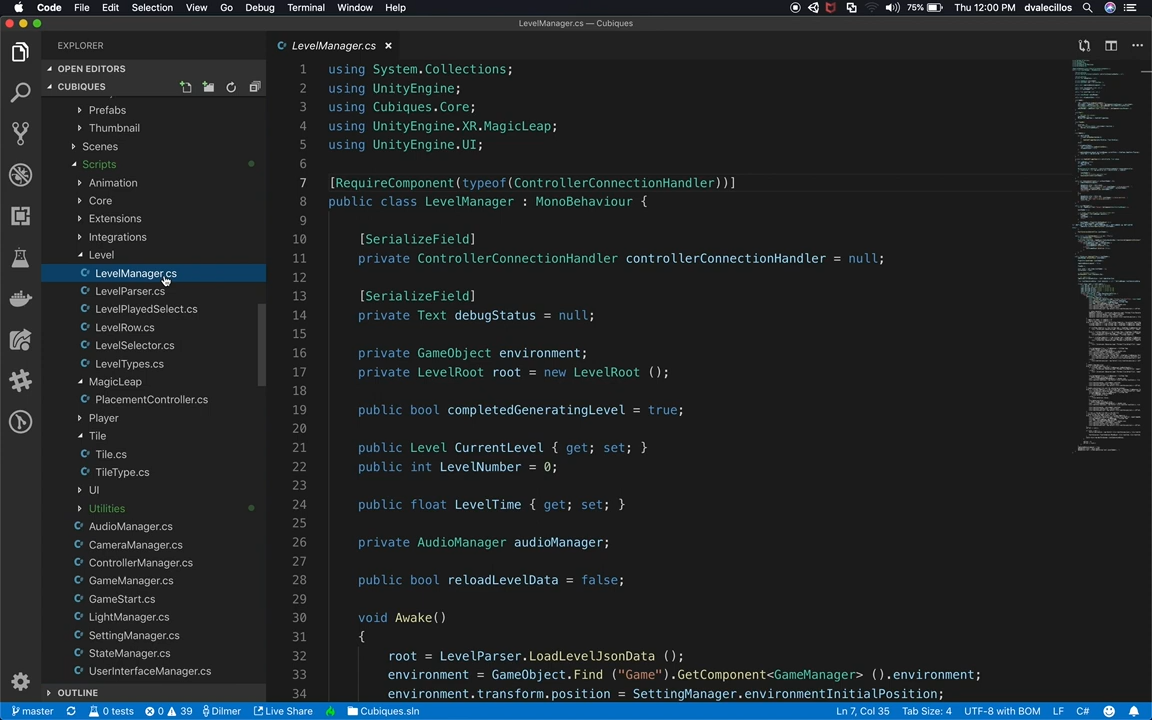 Code File Edit Selection View Go Debug Terminal Window Help 75% Thu 12:00 PM dvalecillos
LevelManager.cs — Cubiques
EXPLORER
OPEN EDITORS
CUBIQUES
Prefabs
Thumbnail
Scenes
Scripts
Animation
Core
Extensions
Integrations
Level
LevelManager.cs
LevelParser.cs
LevelPlayedSelect.cs
LevelRow.cs
LevelSelector.cs
LevelTypes.cs
MagicLeap
PlacementController.cs
Player
Tile
Tile.cs
TileType.cs
UI
Utilities
AudioManager.cs
CameraManager.cs
ControllerManager.cs
GameManager.cs
GameStart.cs
LightManager.cs
SettingManager.cs
StateManager.cs
UserInterfaceManager.cs
OUTLINE
LevelManager.cs
1 using System.Collections;
2 using UnityEngine;
3 using Cubiques.Core;
4 using UnityEngine.XR.MagicLeap;
5 using UnityEngine.UI;
6
7 [RequireComponent(typeof(ControllerConnectionHandler))]
8 public class LevelManager : MonoBehaviour {
9
10 [SerializeField]
11 private ControllerConnectionHandler controllerConnectionHandler = null;
12
13 [SerializeField]
14 private Text debugStatus = null;
15
16 private GameObject environment;
17 private LevelRoot root = new LevelRoot ();
18
19 public bool completedGeneratingLevel = true;
20
21 public Level CurrentLevel { get; set; }
22 public int LevelNumber = 0;
23
24 public float LevelTime { get; set; }
25
26 private AudioManager audioManager;
27
28 public bool reloadLevelData = false;
29
30 void Awake()
31 {
32 root = LevelParser.LoadLevelJsonData ();
33 environment = GameObject.Find ("Game").GetComponent<GameManager> ().environment;
34 environment.transform.position = SettingManager.environmentInitialPosition;
master 0 tests 0 39 Dilmer Live Share Cubiques.sln Ln 7, Col 35 Tab Size: 4 UTF-8 with BOM LF C#